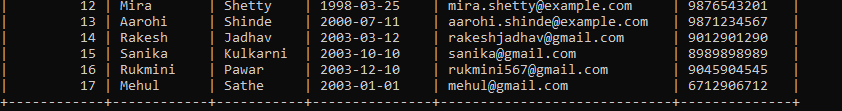 | 12 | Mira | Shetty | 1998-03-25 | mira.shetty@example.com | 9876543201 |
| 13 | Aarohi | Shinde | 2000-07-11 | aarohi.shinde@example.com | 9871234567 |
| 14 | Rakesh | Jadhav | 2003-03-12 | rakeshjadhav@gmail.com | 9012901290 |
| 15 | Sanika | Kulkarni | 2003-10-10 | sanika@gmail.com | 8989898989 |
| 16 | Rukmini | Pawar | 2003-12-10 | rukmini567@gmail.com | 9045904545 |
| 17 | Mehul | Sathe | 2003-01-01 | mehul@gmail.com | 6712906712 |